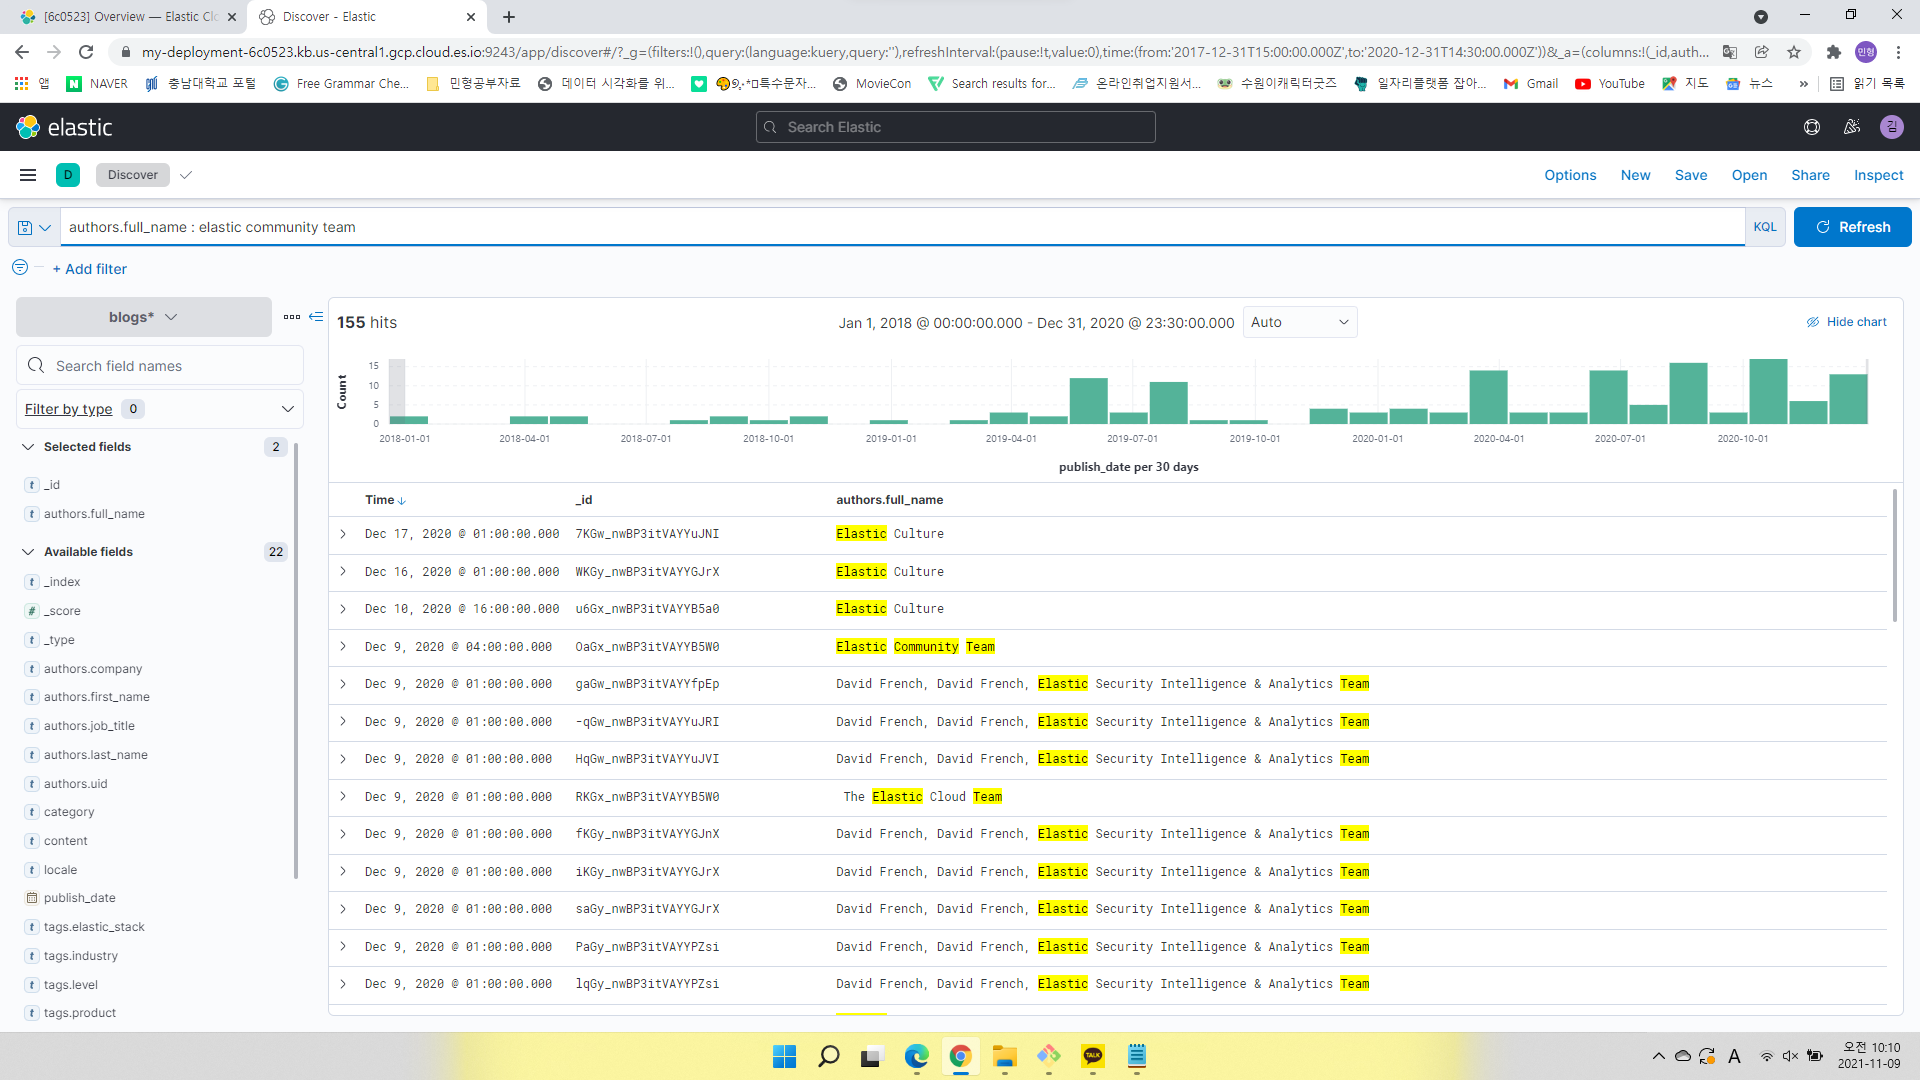 [6c0523] Overview — Elastic Clo
Discover - Elastic
my-deployment-6c0523.kb.us-central1.gcp.cloud.es.io:9243/app/discover#/?_g=(filters:!(),query:(language:kuery,query:''),refreshInterval:(pause:!t,value:0),time:(from:'2017-12-31T15:00:00.000Z',to:'2020-12-31T14:30:00.000Z'))&_a=(columns:!(_id,auth...
민형
앱
NAVER
충남대학교 포털
Free Grammar Che...
민형공부자료
데이터 시각화를 위...
MovieCon
Search results for...
온라인취업지원서...
수원이캐릭터굿즈
일자리플랫폼 잡아...
Gmail
YouTube
지도
뉴스
»
읽기 목록
elastic
Search Elastic
김
D
Discover
Options
New
Save
Open
Share
Inspect
authors.full_name : elastic community team
KQL
Refresh
+ Add filter
blogs*
155 hits
Jan 1, 2018 @ 00:00:00.000 - Dec 31, 2020 @ 23:30:00.000
Auto
Hide chart
Search field names
Filter by type 0
Selected fields 2
_id
authors.full_name
Available fields 22
_index
# _score
_type
authors.company
authors.first_name
authors.job_title
authors.last_name
authors.uid
category
content
locale
publish_date
tags.elastic_stack
tags.industry
tags.level
tags.product
Count
15
10
5
0
2018-01-01
2018-04-01
2018-07-01
2018-10-01
2019-01-01
2019-04-01
2019-07-01
2019-10-01
2020-01-01
2020-04-01
2020-07-01
2020-10-01
publish_date per 30 days
Time _id authors.full_name
Dec 17, 2020 @ 01:00:00.000 7KGw_nwBP3itVAYYuJNI Elastic Culture
Dec 16, 2020 @ 01:00:00.000 WKGy_nwBP3itVAYYGJrX Elastic Culture
Dec 10, 2020 @ 16:00:00.000 u6Gx_nwBP3itVAYYB5a0 Elastic Culture
Dec 9, 2020 @ 04:00:00.000 OaGx_nwBP3itVAYYB5W0 Elastic Community Team
Dec 9, 2020 @ 01:00:00.000 gaGw_nwBP3itVAYYfpEp David French, David French, Elastic Security Intelligence & Analytics Team
Dec 9, 2020 @ 01:00:00.000 -qGw_nwBP3itVAYYuJRI David French, David French, Elastic Security Intelligence & Analytics Team
Dec 9, 2020 @ 01:00:00.000 HqGw_nwBP3itVAYYuJVI David French, David French, Elastic Security Intelligence & Analytics Team
Dec 9, 2020 @ 01:00:00.000 RKGx_nwBP3itVAYYB5W0 The Elastic Cloud Team
Dec 9, 2020 @ 01:00:00.000 fKGy_nwBP3itVAYYGJnX David French, David French, Elastic Security Intelligence & Analytics Team
Dec 9, 2020 @ 01:00:00.000 iKGy_nwBP3itVAYYGJrX David French, David French, Elastic Security Intelligence & Analytics Team
Dec 9, 2020 @ 01:00:00.000 saGy_nwBP3itVAYYGJrX David French, David French, Elastic Security Intelligence & Analytics Team
Dec 9, 2020 @ 01:00:00.000 PaGy_nwBP3itVAYYPZsi David French, David French, Elastic Security Intelligence & Analytics Team
Dec 9, 2020 @ 01:00:00.000 lqGy_nwBP3itVAYYPZsi David French, David French, Elastic Security Intelligence & Analytics Team
TALK
A
오전 10:10
2021-11-09